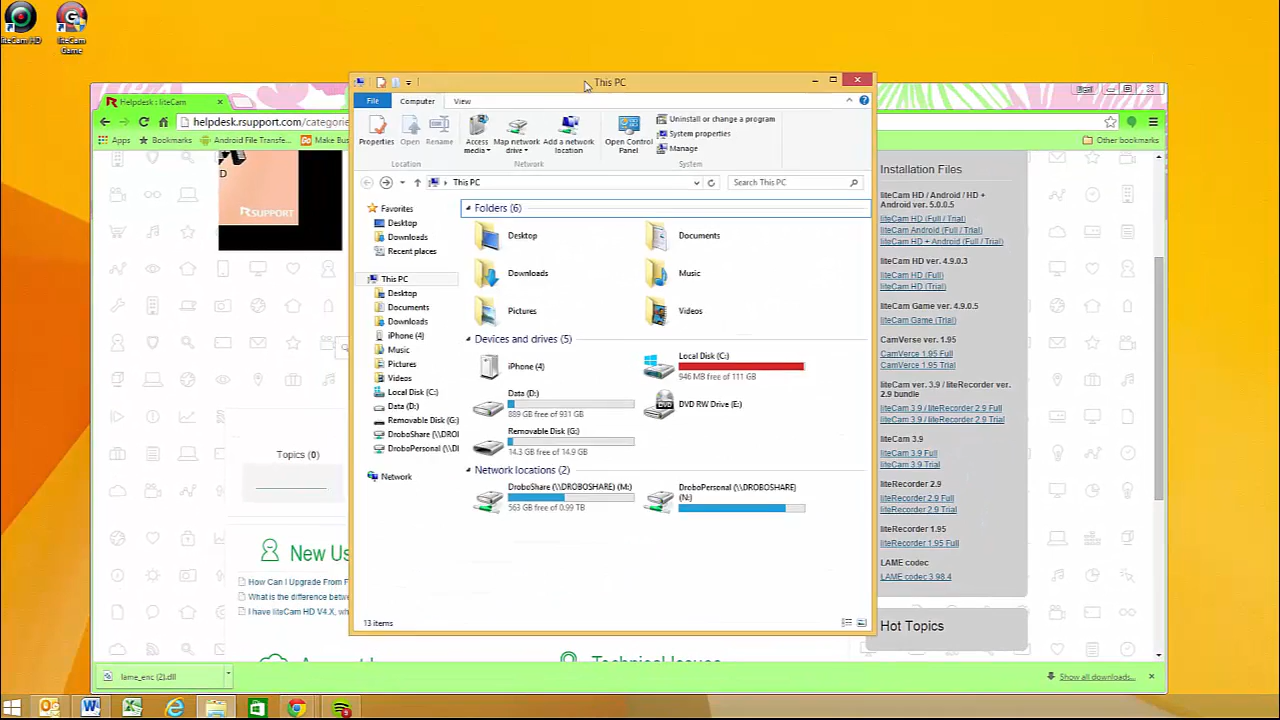 liteCam HD
liteCam
Game
Helpdesk : liteCam
helpdesk.rsupport.com/categorie
Apps
Bookmarks
Android File Transfe...
Make Bus
Other bookmarks
RSUPPORT
Topics (0)
New Us
How Can I Upgrade From F
What is the difference betwe
I have liteCam HD V4.X, wh
Technical Issues
This PC
File
Computer
View
Properties
Open
Rename
Access
media
Map network
drive
Add a network
location
Open Control
Panel
Uninstall or change a program
System properties
Manage
Location
Network
System
This PC
Search This PC
Favorites
Desktop
Downloads
Recent places
This PC
Desktop
Documents
Downloads
iPhone (4)
Music
Pictures
Videos
Local Disk (C:)
Data (D:)
Removable Disk (G:)
DroboShare (\\DROI
DroboPersonal (\\DI
Network
Folders (6)
Desktop
Documents
Downloads
Music
Pictures
Videos
Devices and drives (5)
iPhone (4)
Local Disk (C:)
946 MB free of 111 GB
Data (D:)
889 GB free of 931 GB
DVD RW Drive (E:)
Removable Disk (G:)
14.3 GB free of 14.9 GB
Network locations (2)
DroboShare (\\DROBOSHARE) (M:)
563 GB free of 0.99 TB
DroboPersonal (\\DROBOSHARE)
(N:)
13 items
Installation Files
liteCam HD / Android / HD +
Android ver. 5.0.0.5
liteCam HD (Full / Trial)
liteCam Android (Full / Trial)
liteCam HD + Android (Full / Trial)
liteCam HD ver. 4.9.0.3
liteCam HD (Full)
liteCam HD (Trial)
liteCam Game ver. 4.9.0.5
liteCam Game (Trial)
CamVerse ver. 1.95
CamVerse 1.95 Full
CamVerse 1.95 Trial
liteCam ver. 3.9 / liteRecorder ver.
2.9 bundle
liteCam 3.9 / liteRecorder 2.9 Full
liteCam 3.9 / liteRecorder 2.9 Trial
liteCam 3.9
liteCam 3.9 Full
liteCam 3.9 Trial
liteRecorder 2.9
liteRecorder 2.9 Full
liteRecorder 2.9 Trial
liteRecorder 1.95
liteRecorder 1.95 Full
LAME codec
LAME codec 3.98.4
Hot Topics
lame_enc (2).dll
Show all downloads...